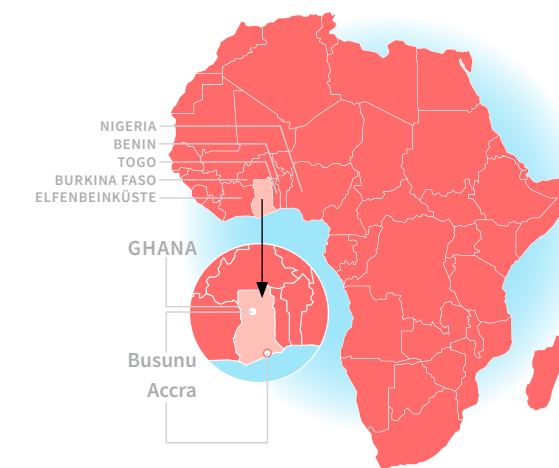 NIGERIA
BENIN
TOGO
BURKINA FASO
ELFENBEINKÜSTE
GHANA
Busunu
Accra